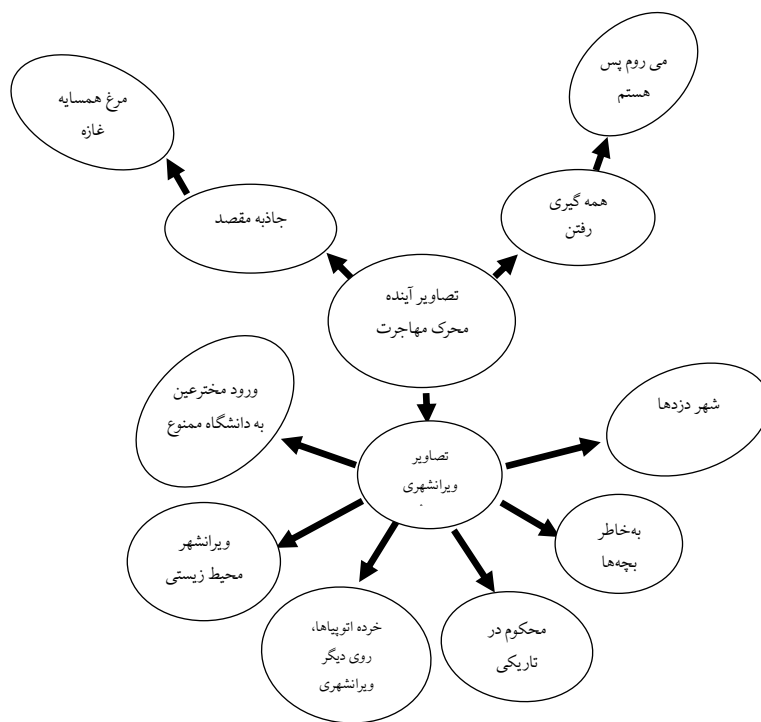 می روم پس
هستم
مرغ همسایه
غازه
همه گیری
رفتن
جاذبه مقصد
تصاویر آینده
محرک مهاجرت
شهر دزدها
ورود مخترعین
به دانشگاه ممنوع
تصاویر
ویرانشهری
به‌خاطر
بچه‌ها
ویرانشهر
محیط زیستی
محکوم در
تاریکی
خرده اتوپیاها،
روی دیگر
ویرانشهری